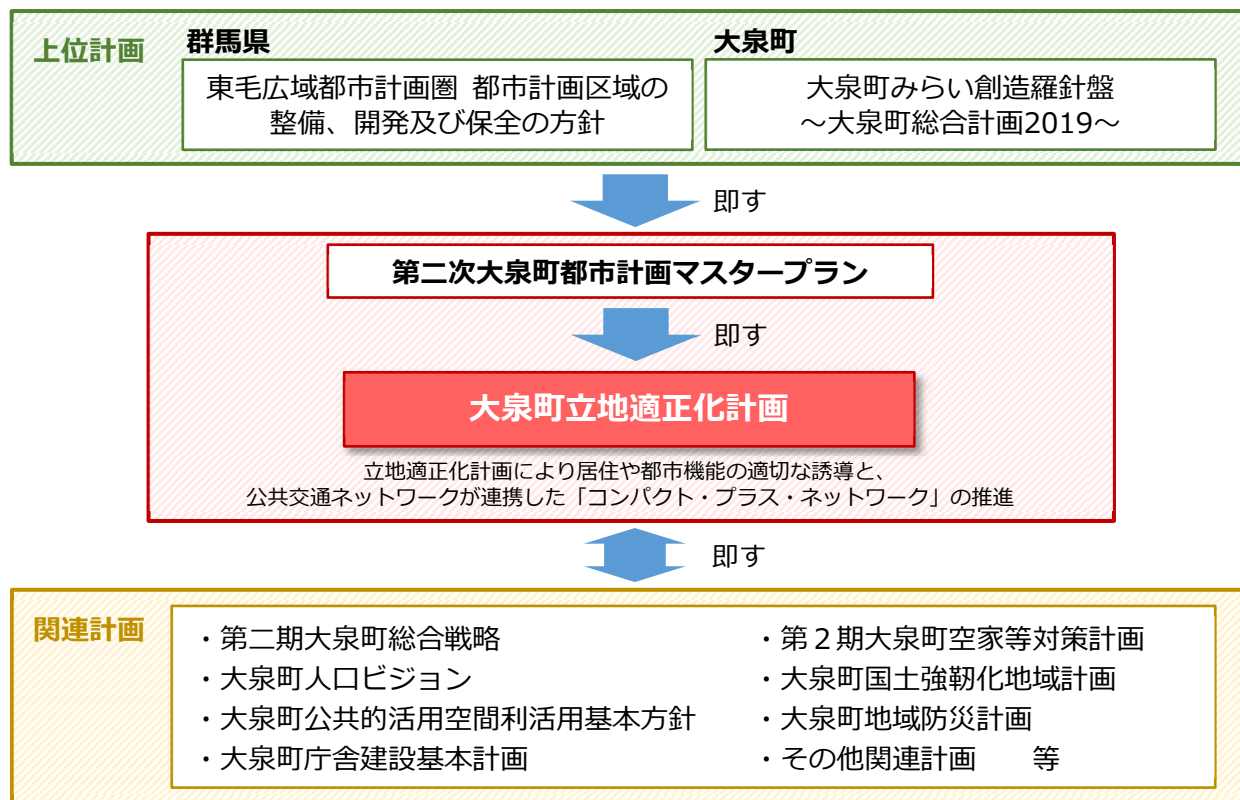 上位計画
群馬県
東毛広域都市計画圏 都市計画区域の
整備、開発及び保全の方針
大泉町
大泉町みらい創造羅針盤
～大泉町総合計画2019～
即す
第二次大泉町都市計画マスタープラン
即す
大泉町立地適正化計画
立地適正化計画により居住や都市機能の適切な誘導と、
公共交通ネットワークが連携した「コンパクト・プラス・ネットワーク」の推進
即す
関連計画
・第二期大泉町総合戦略
・大泉町人口ビジョン
・大泉町公共的活用空間利活用基本方針
・大泉町庁舎建設基本計画
・第２期大泉町空家等対策計画
・大泉町国土強靭化地域計画
・大泉町地域防災計画
・その他関連計画　　等